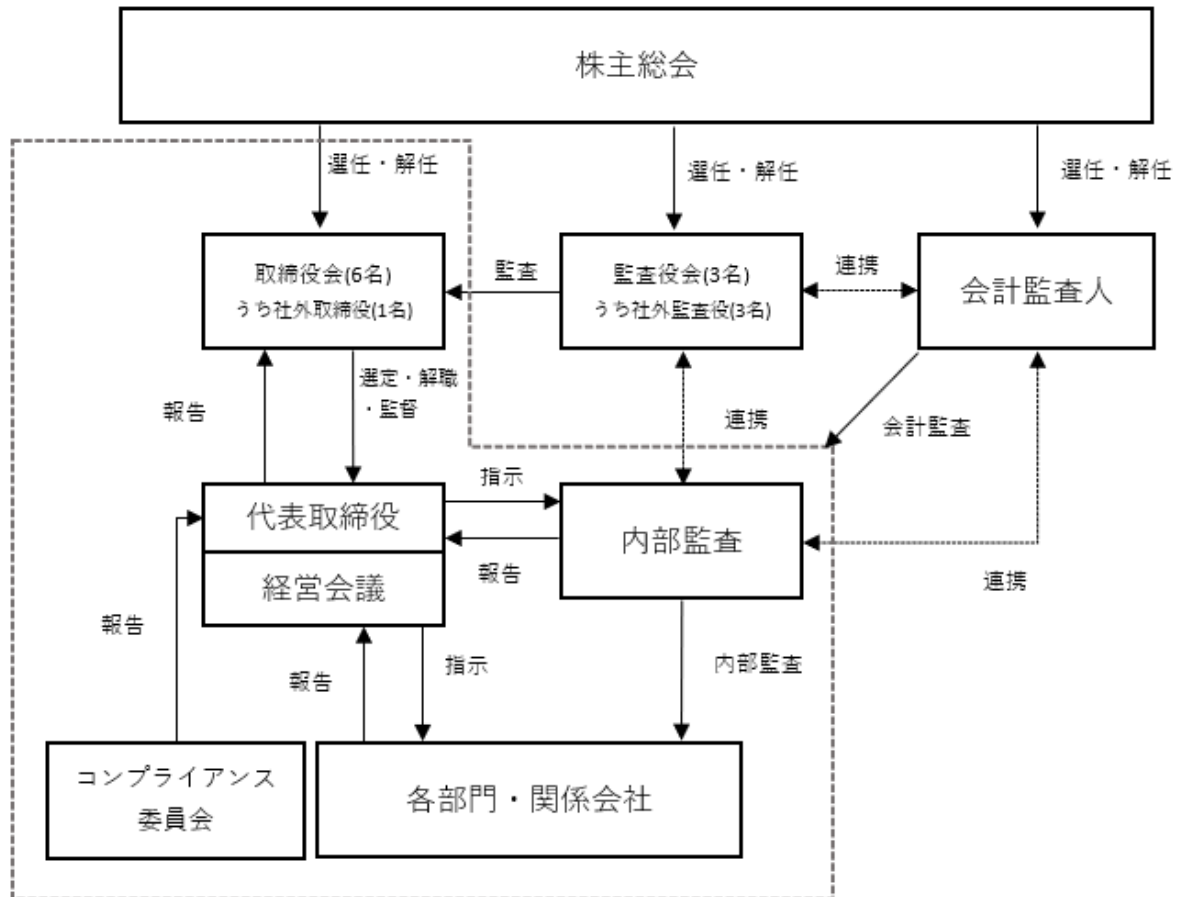 株主総会
選任・解任
選任・解任
選任・解任
取締役会(6名)
うち社外取締役(1名)
監査
監査役会(3名)
うち社外監査役(3名)
連携
会計監査人
報告
選定・解職
・監督
連携
会計監査
代表取締役
経営会議
指示
報告
内部監査
連携
報告
報告
指示
内部監査
コンプライアンス
委員会
各部門・関係会社